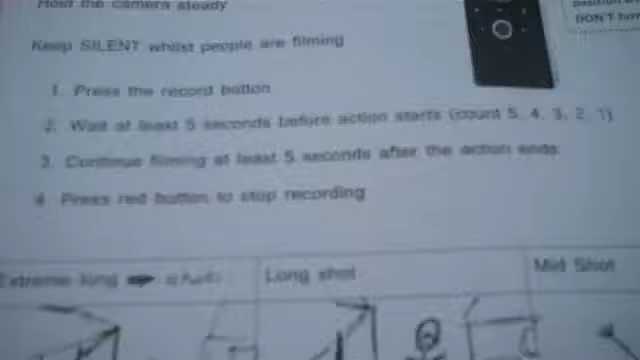 Hold the camera steady
DON'T
Keep SILENT whilst people are filming
1. Press the record button
2. Wait at least 5 seconds before action starts (count 5, 4, 3, 2, 1)
3. Continue filming at least 5 seconds after the action ends
4 Press red button to stop recording
Extreme long
Long shot
Mid Shot